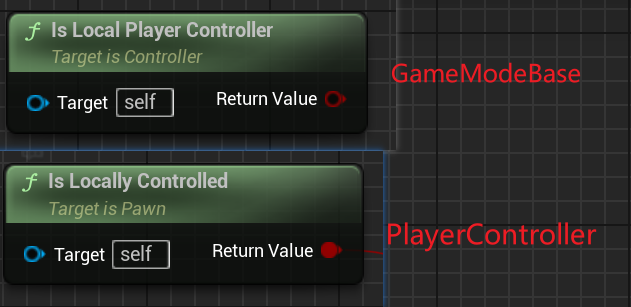 f Is Local Player Controller
Target is Controller
Target self Return Value
GameModeBase
f Is Locally Controlled
Target is Pawn
Target self Return Value
PlayerController